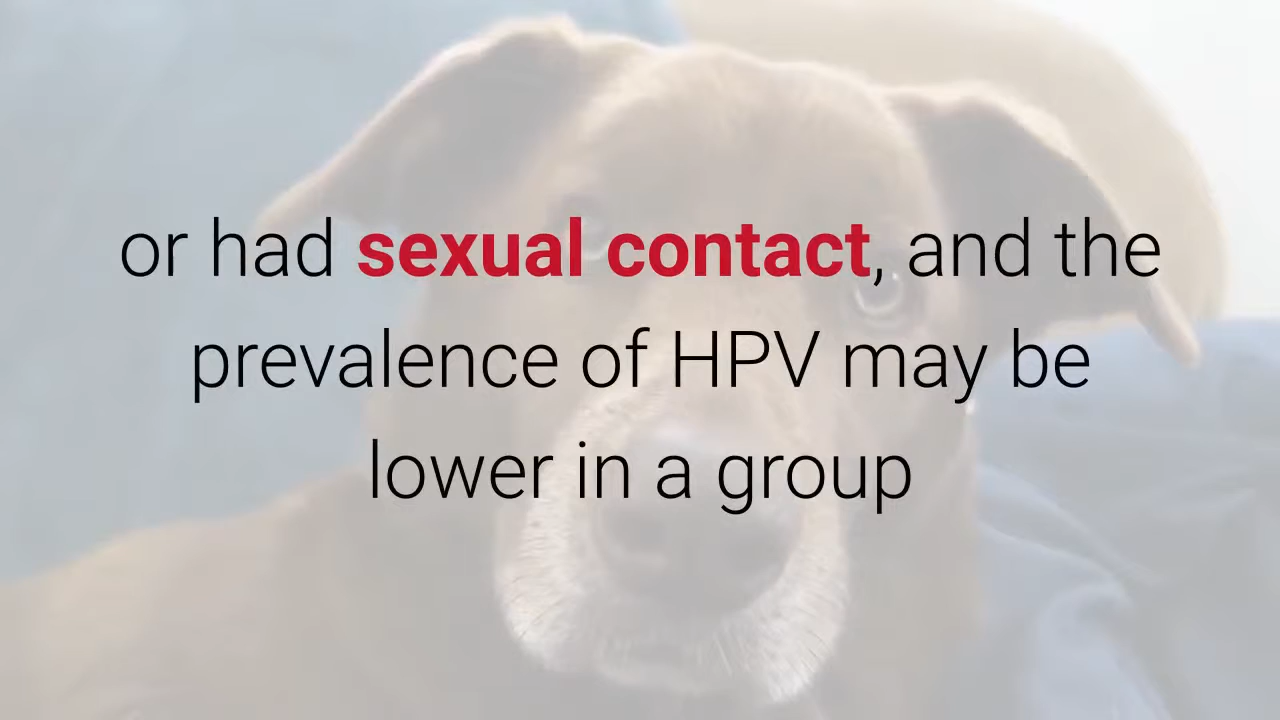 or had sexual contact, and the
prevalence of HPV may be
lower in a group